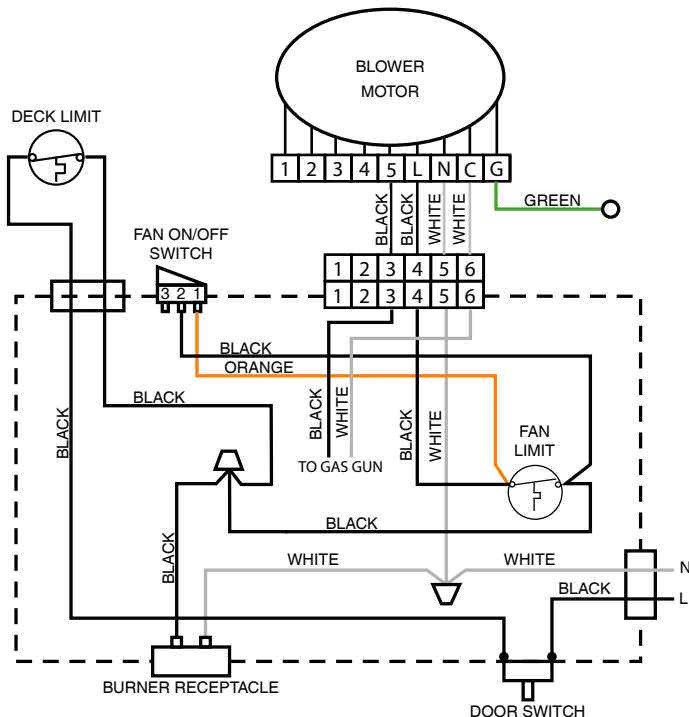 BLOWER
MOTOR
DECK LIMIT
1 2 3 4 5 L N C G
GREEN
BLACK
BLACK
WHITE
WHITE
FAN ON/OFF
SWITCH
3 2 1
1 2 3 4 5 6
1 2 3 4 5 6
BLACK
ORANGE
BLACK
BLACK
BLACK
WHITE
BLACK
WHITE
FAN
LIMIT
TO GAS GUN
BLACK
BLACK
WHITE
WHITE
N
BLACK
L
BURNER RECEPTACLE
DOOR SWITCH